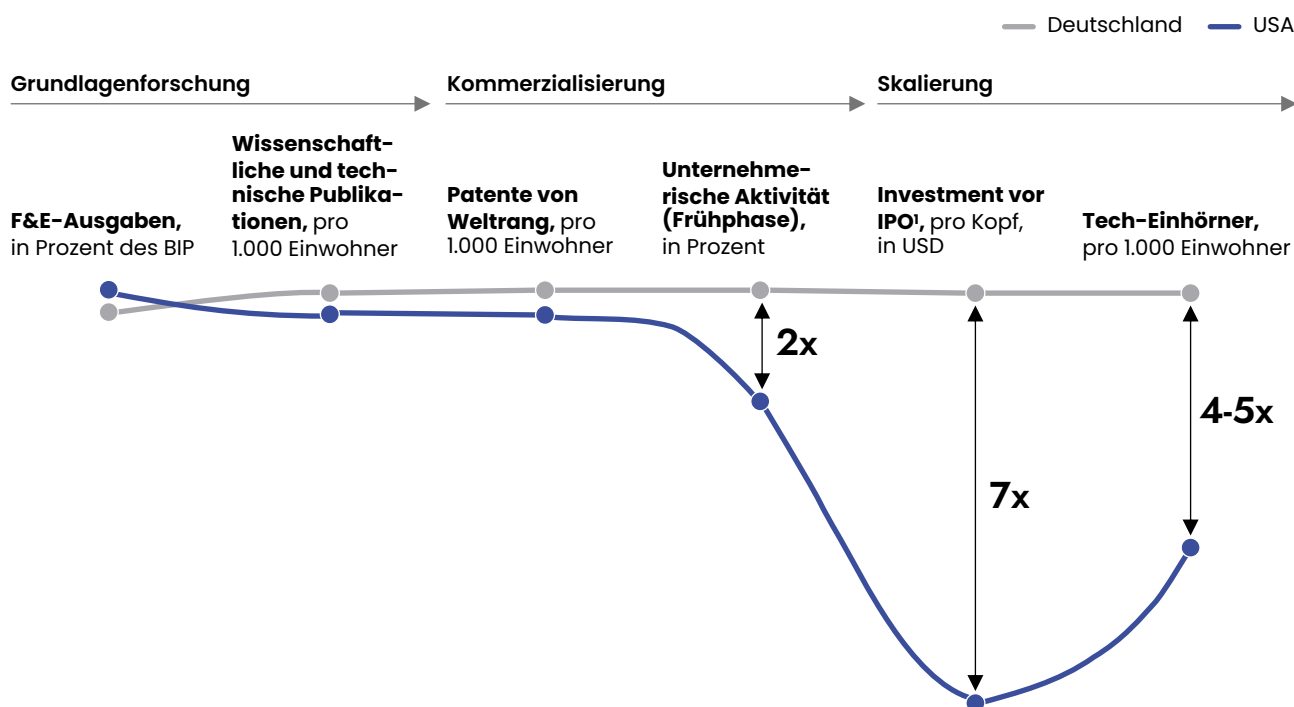 Deutschland
USA
Grundlagenforschung
Kommerzialisierung
Skalierung
F&E-Ausgaben,
in Prozent des BIP
Wissenschaft-
liche und tech-
nische Publika-
tionen, pro
1.000 Einwohner
Patente von
Weltrang, pro
1.000 Einwohner
Unternehme-
rische Aktivität
(Frühphase),
in Prozent
Investment vor
IPO¹, pro Kopf,
in USD
Tech-Einhörner,
pro 1.000 Einwohner
2x
7x
4-5x